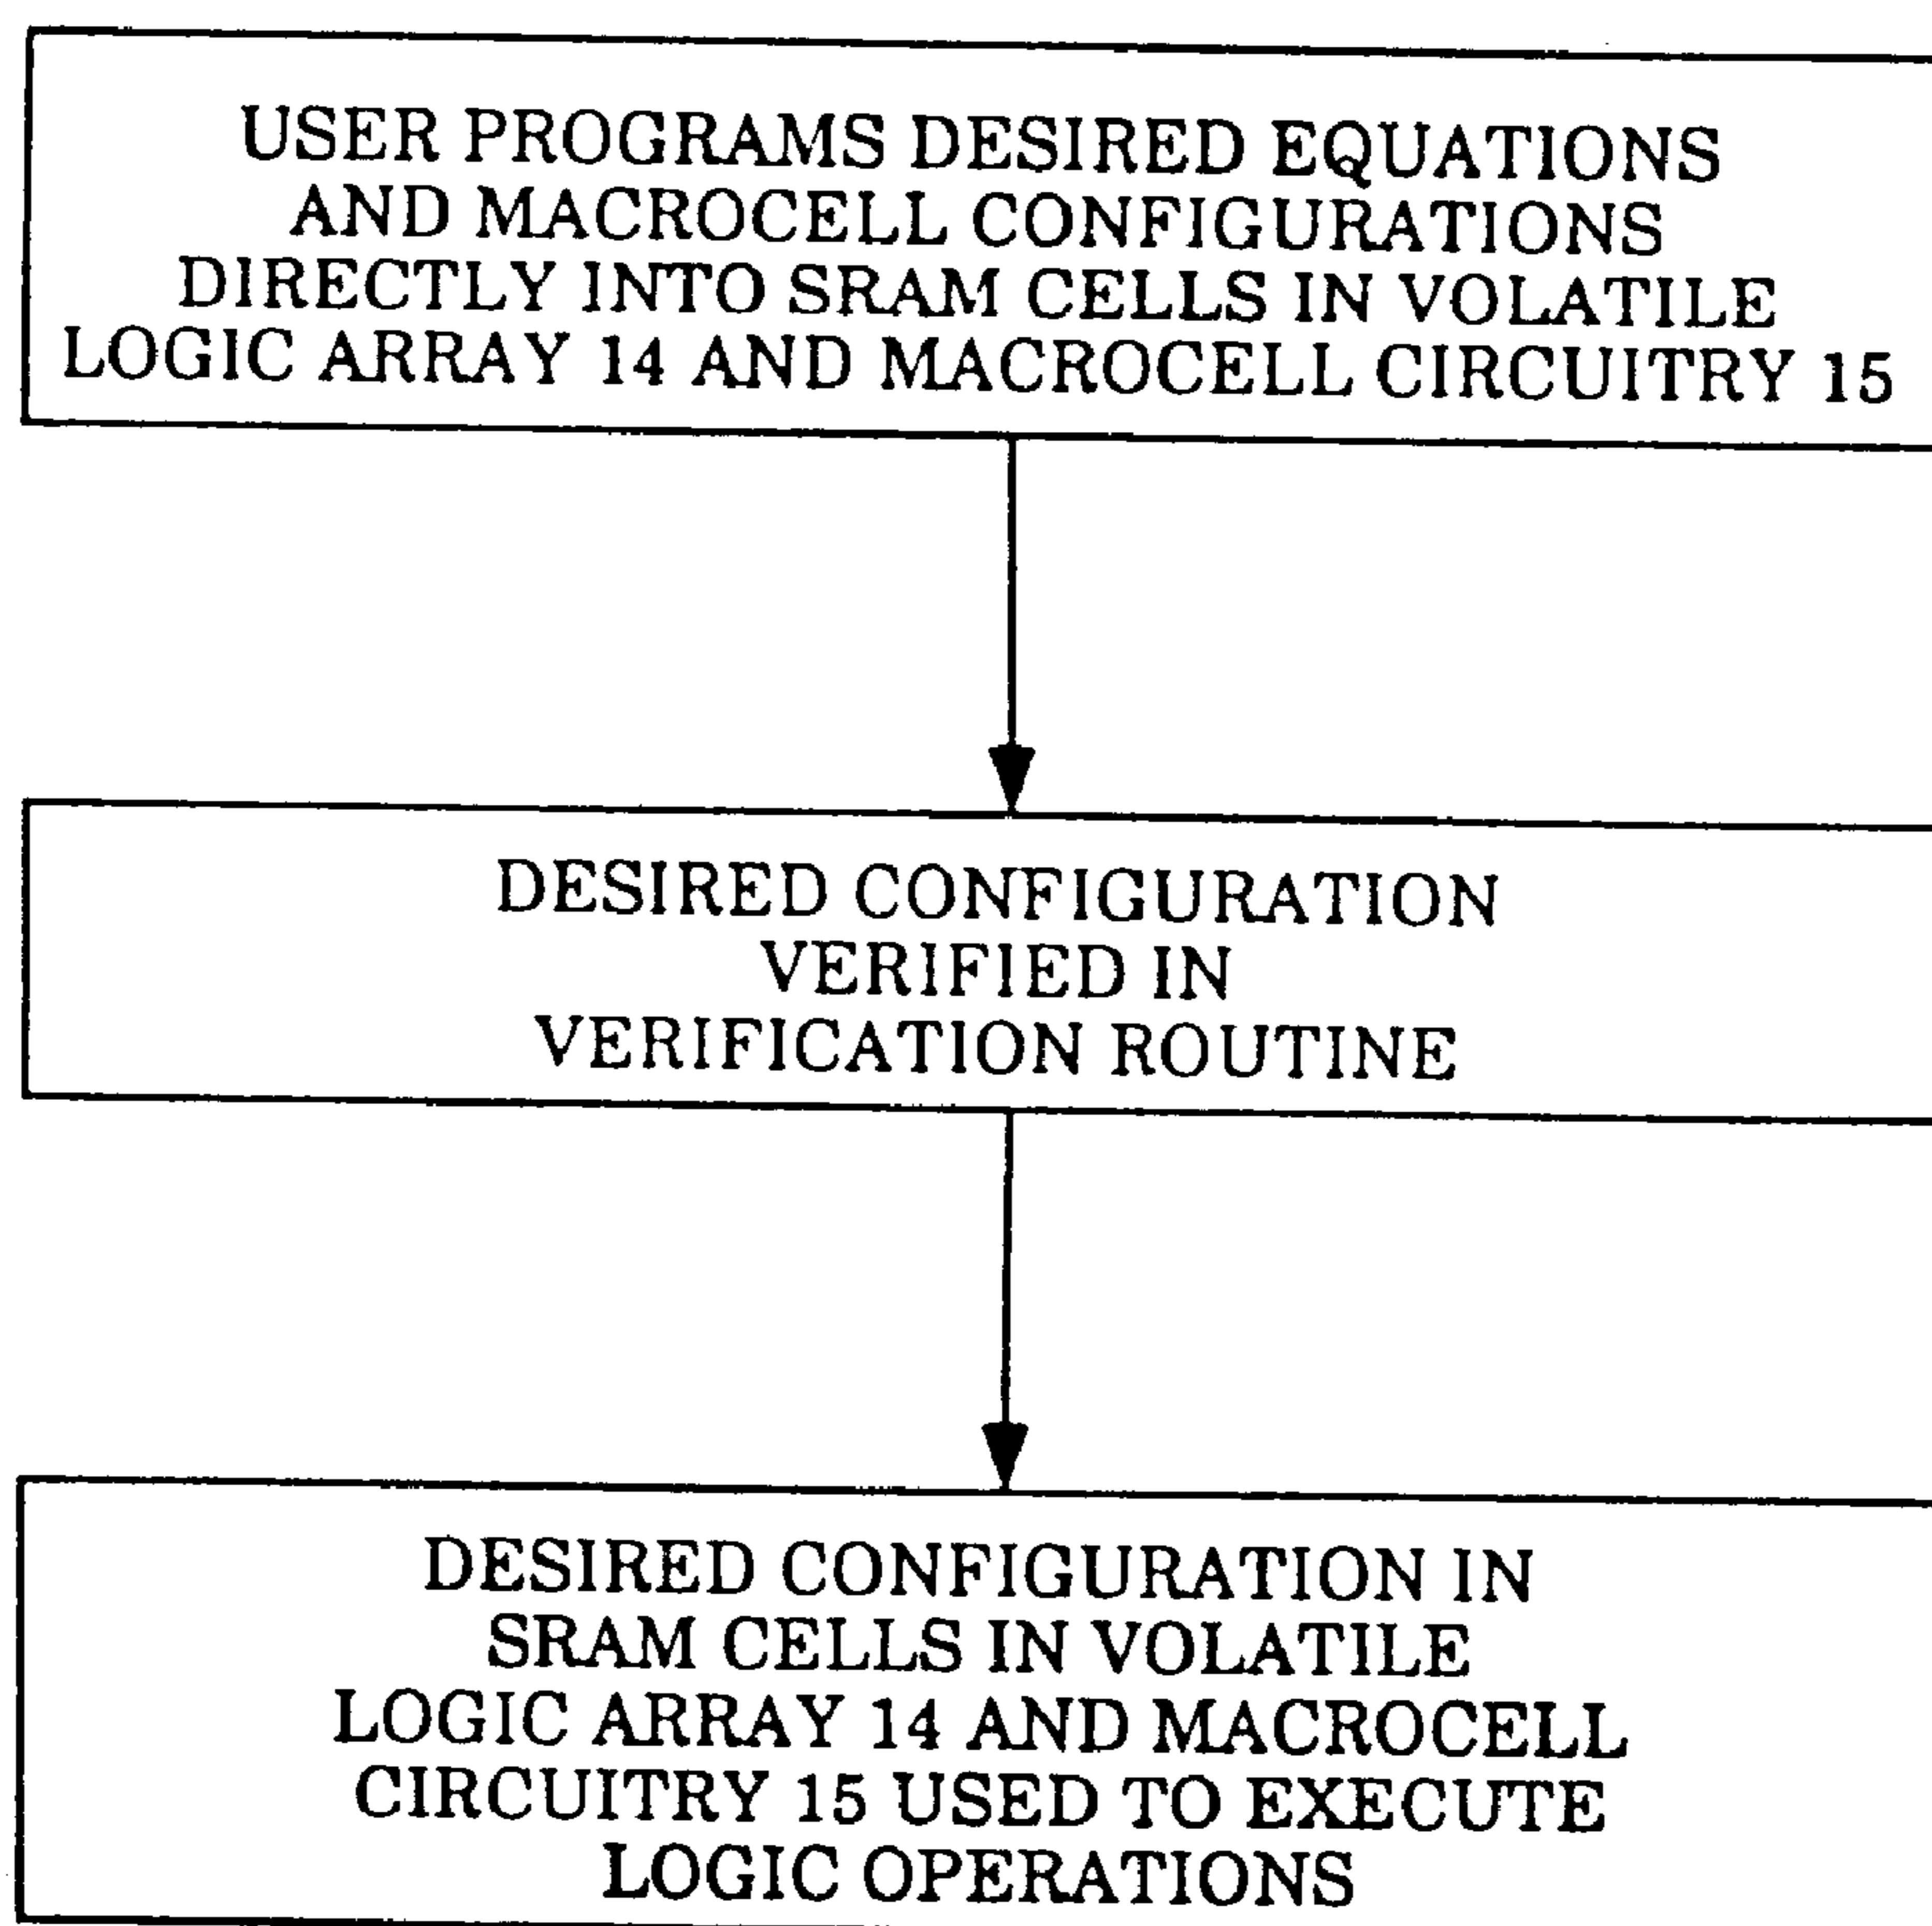 USER PROGRAMS DESIRED EQUATIONS
AND MACROCELL CONFIGURATIONS
DIRECTLY INTO SRAM CELLS IN VOLATILE
LOGIC ARRAY 14 AND MACROCELL CIRCUITRY 15
DESIRED CONFIGURATION
VERIFIED IN
VERIFICATION ROUTINE
DESIRED CONFIGURATION IN
SRAM CELLS IN VOLATILE
LOGIC ARRAY 14 AND MACROCELL
CIRCUITRY 15 USED TO EXECUTE
LOGIC OPERATIONS